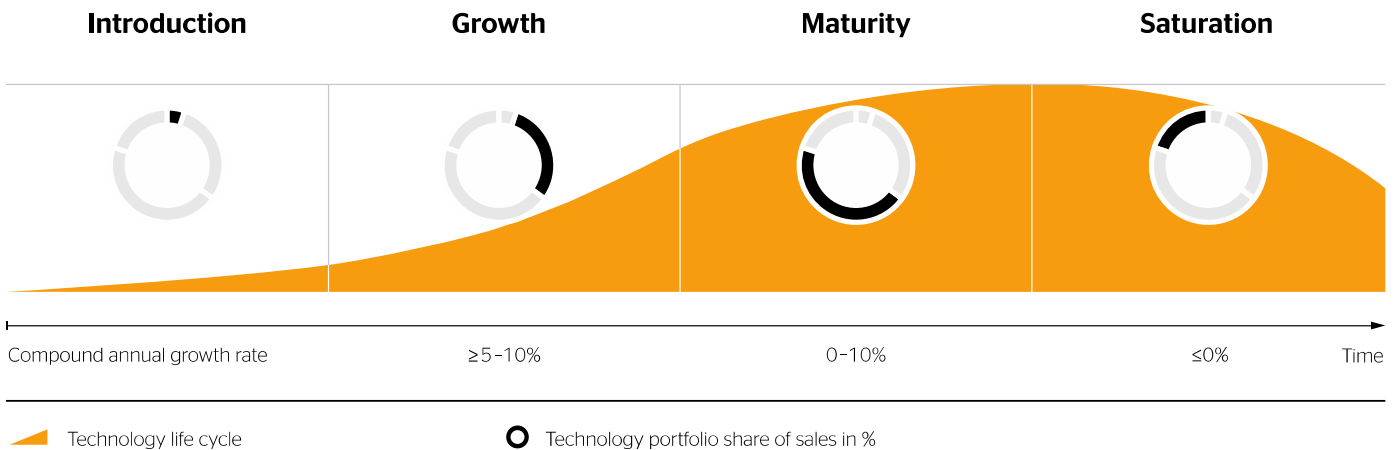 Introduction Growth Maturity Saturation
Compound annual growth rate ≥5–10% 0–10% ≤0% Time
Technology life cycle Technology portfolio share of sales in %